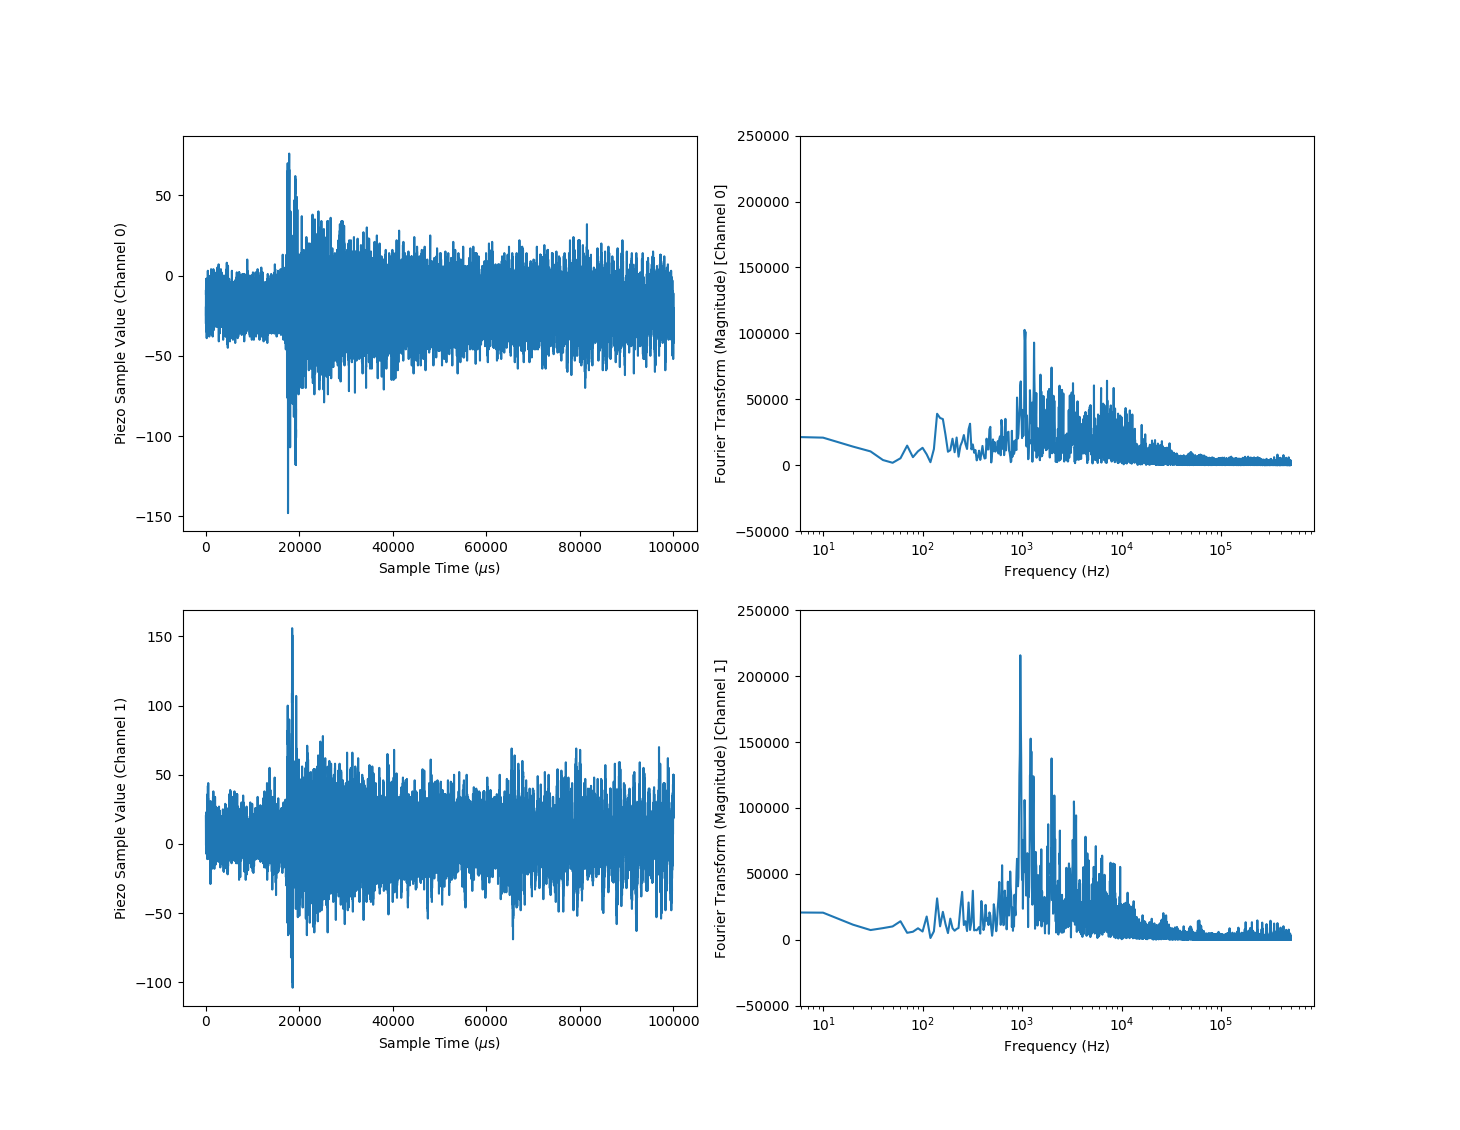 50
0
−50
−100
−150
Piezo Sample Value (Channel 0)
0 20000 40000 60000 80000 100000
Sample Time (μs)
250000
200000
150000
100000
50000
0
−50000
Fourier Transform (Magnitude) [Channel 0]
10¹ 10² 10³ 10⁴ 10⁵
Frequency (Hz)
150
100
50
0
−50
−100
Piezo Sample Value (Channel 1)
0 20000 40000 60000 80000 100000
Sample Time (μs)
250000
200000
150000
100000
50000
0
−50000
Fourier Transform (Magnitude) [Channel 1]
10¹ 10² 10³ 10⁴ 10⁵
Frequency (Hz)